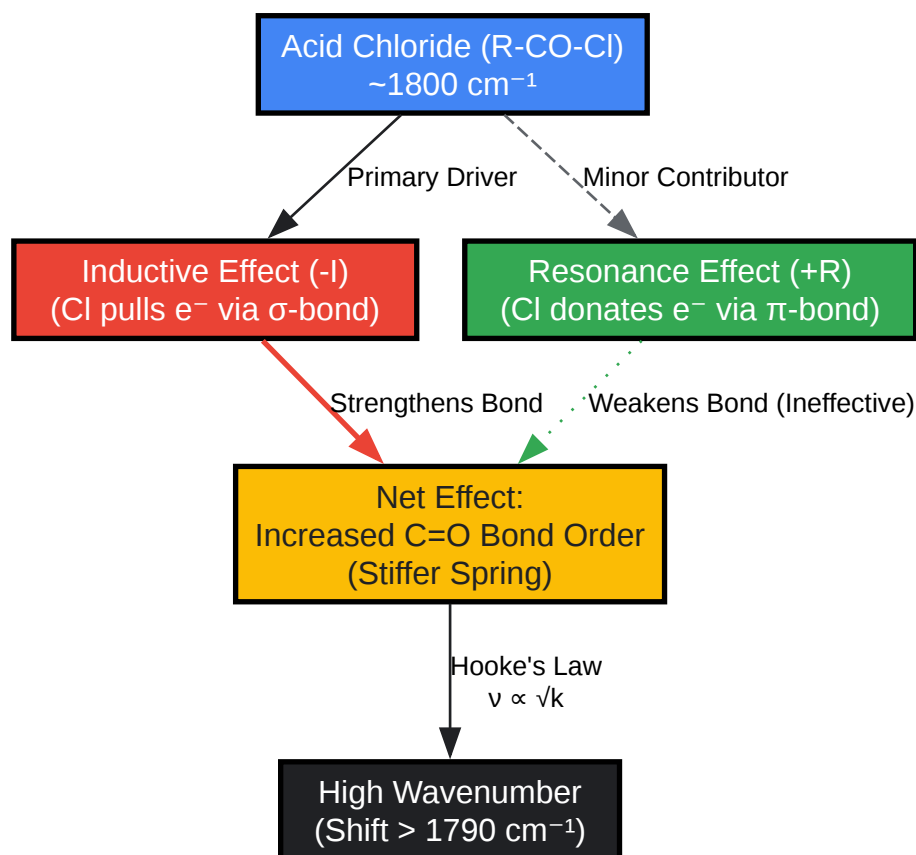 Acid Chloride (R-CO-Cl)
~1800 cm⁻¹
Primary Driver
Minor Contributor
Inductive Effect (-I)
(Cl pulls e⁻ via σ-bond)
Resonance Effect (+R)
(Cl donates e⁻ via π-bond)
Strengthens Bond
Weakens Bond (Ineffective)
Net Effect:
Increased C=O Bond Order
(Stiffer Spring)
Hooke's Law
ν ∝ √k
High Wavenumber
(Shift > 1790 cm⁻¹)